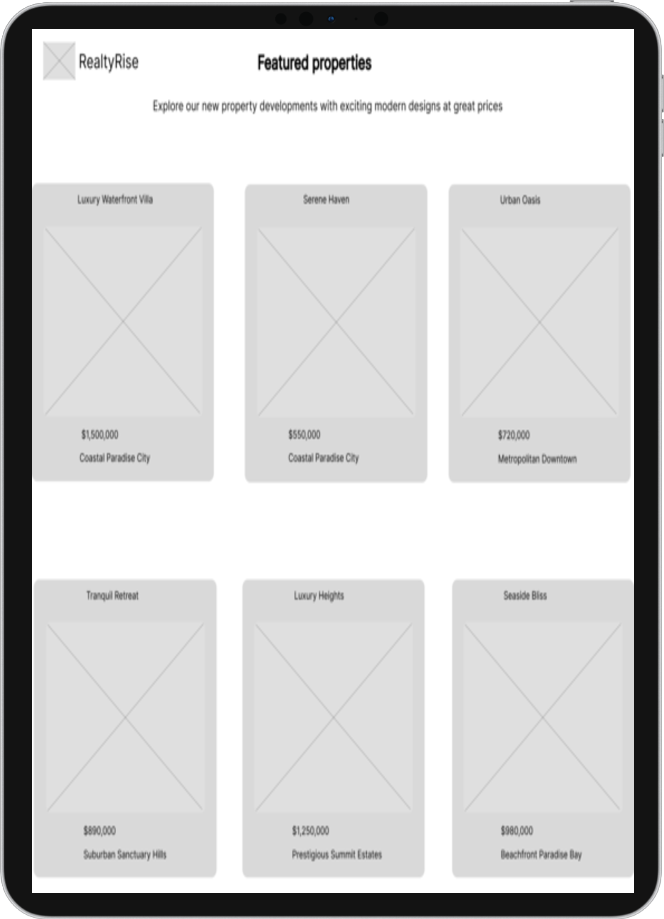 RealtyRise
Featured properties
Explore our new property developments with exciting modern designs at great prices
Luxury Waterfront Villa
$1,500,000
Coastal Paradise City
Serene Haven
$550,000
Coastal Paradise City
Urban Oasis
$720,000
Metropolitan Downtown
Tranquil Retreat
$890,000
Suburban Sanctuary Hills
Luxury Heights
$1,250,000
Prestigious Summit Estates
Seaside Bliss
$980,000
Beachfront Paradise Bay